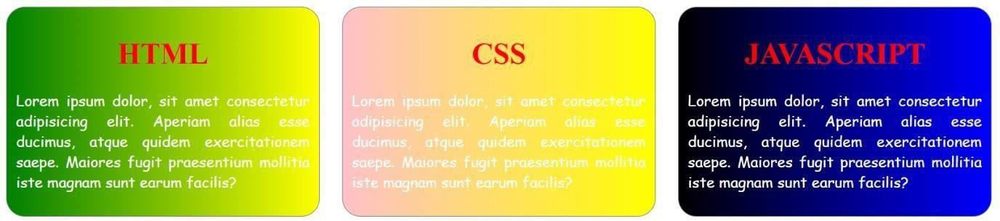 HTML
Lorem ipsum dolor, sit amet consectetur
adipisicing elit. Aperiam alias esse
ducimus, atque quidem exercitationem
saepe. Maiores fugit praesentium mollitia
iste magnam sunt earum facilis?
CSS
Lorem ipsum dolor, sit amet consectetur
adipisicing elit. Aperiam alias esse
ducimus, atque quidem exercitationem
saepe. Maiores fugit praesentium mollitia
iste magnam sunt earum facilis?
JAVASCRIPT
Lorem ipsum dolor, sit amet consectetur
adipisicing elit. Aperiam alias esse
ducimus, atque quidem exercitationem
saepe. Maiores fugit praesentium mollitia
iste magnam sunt earum facilis?